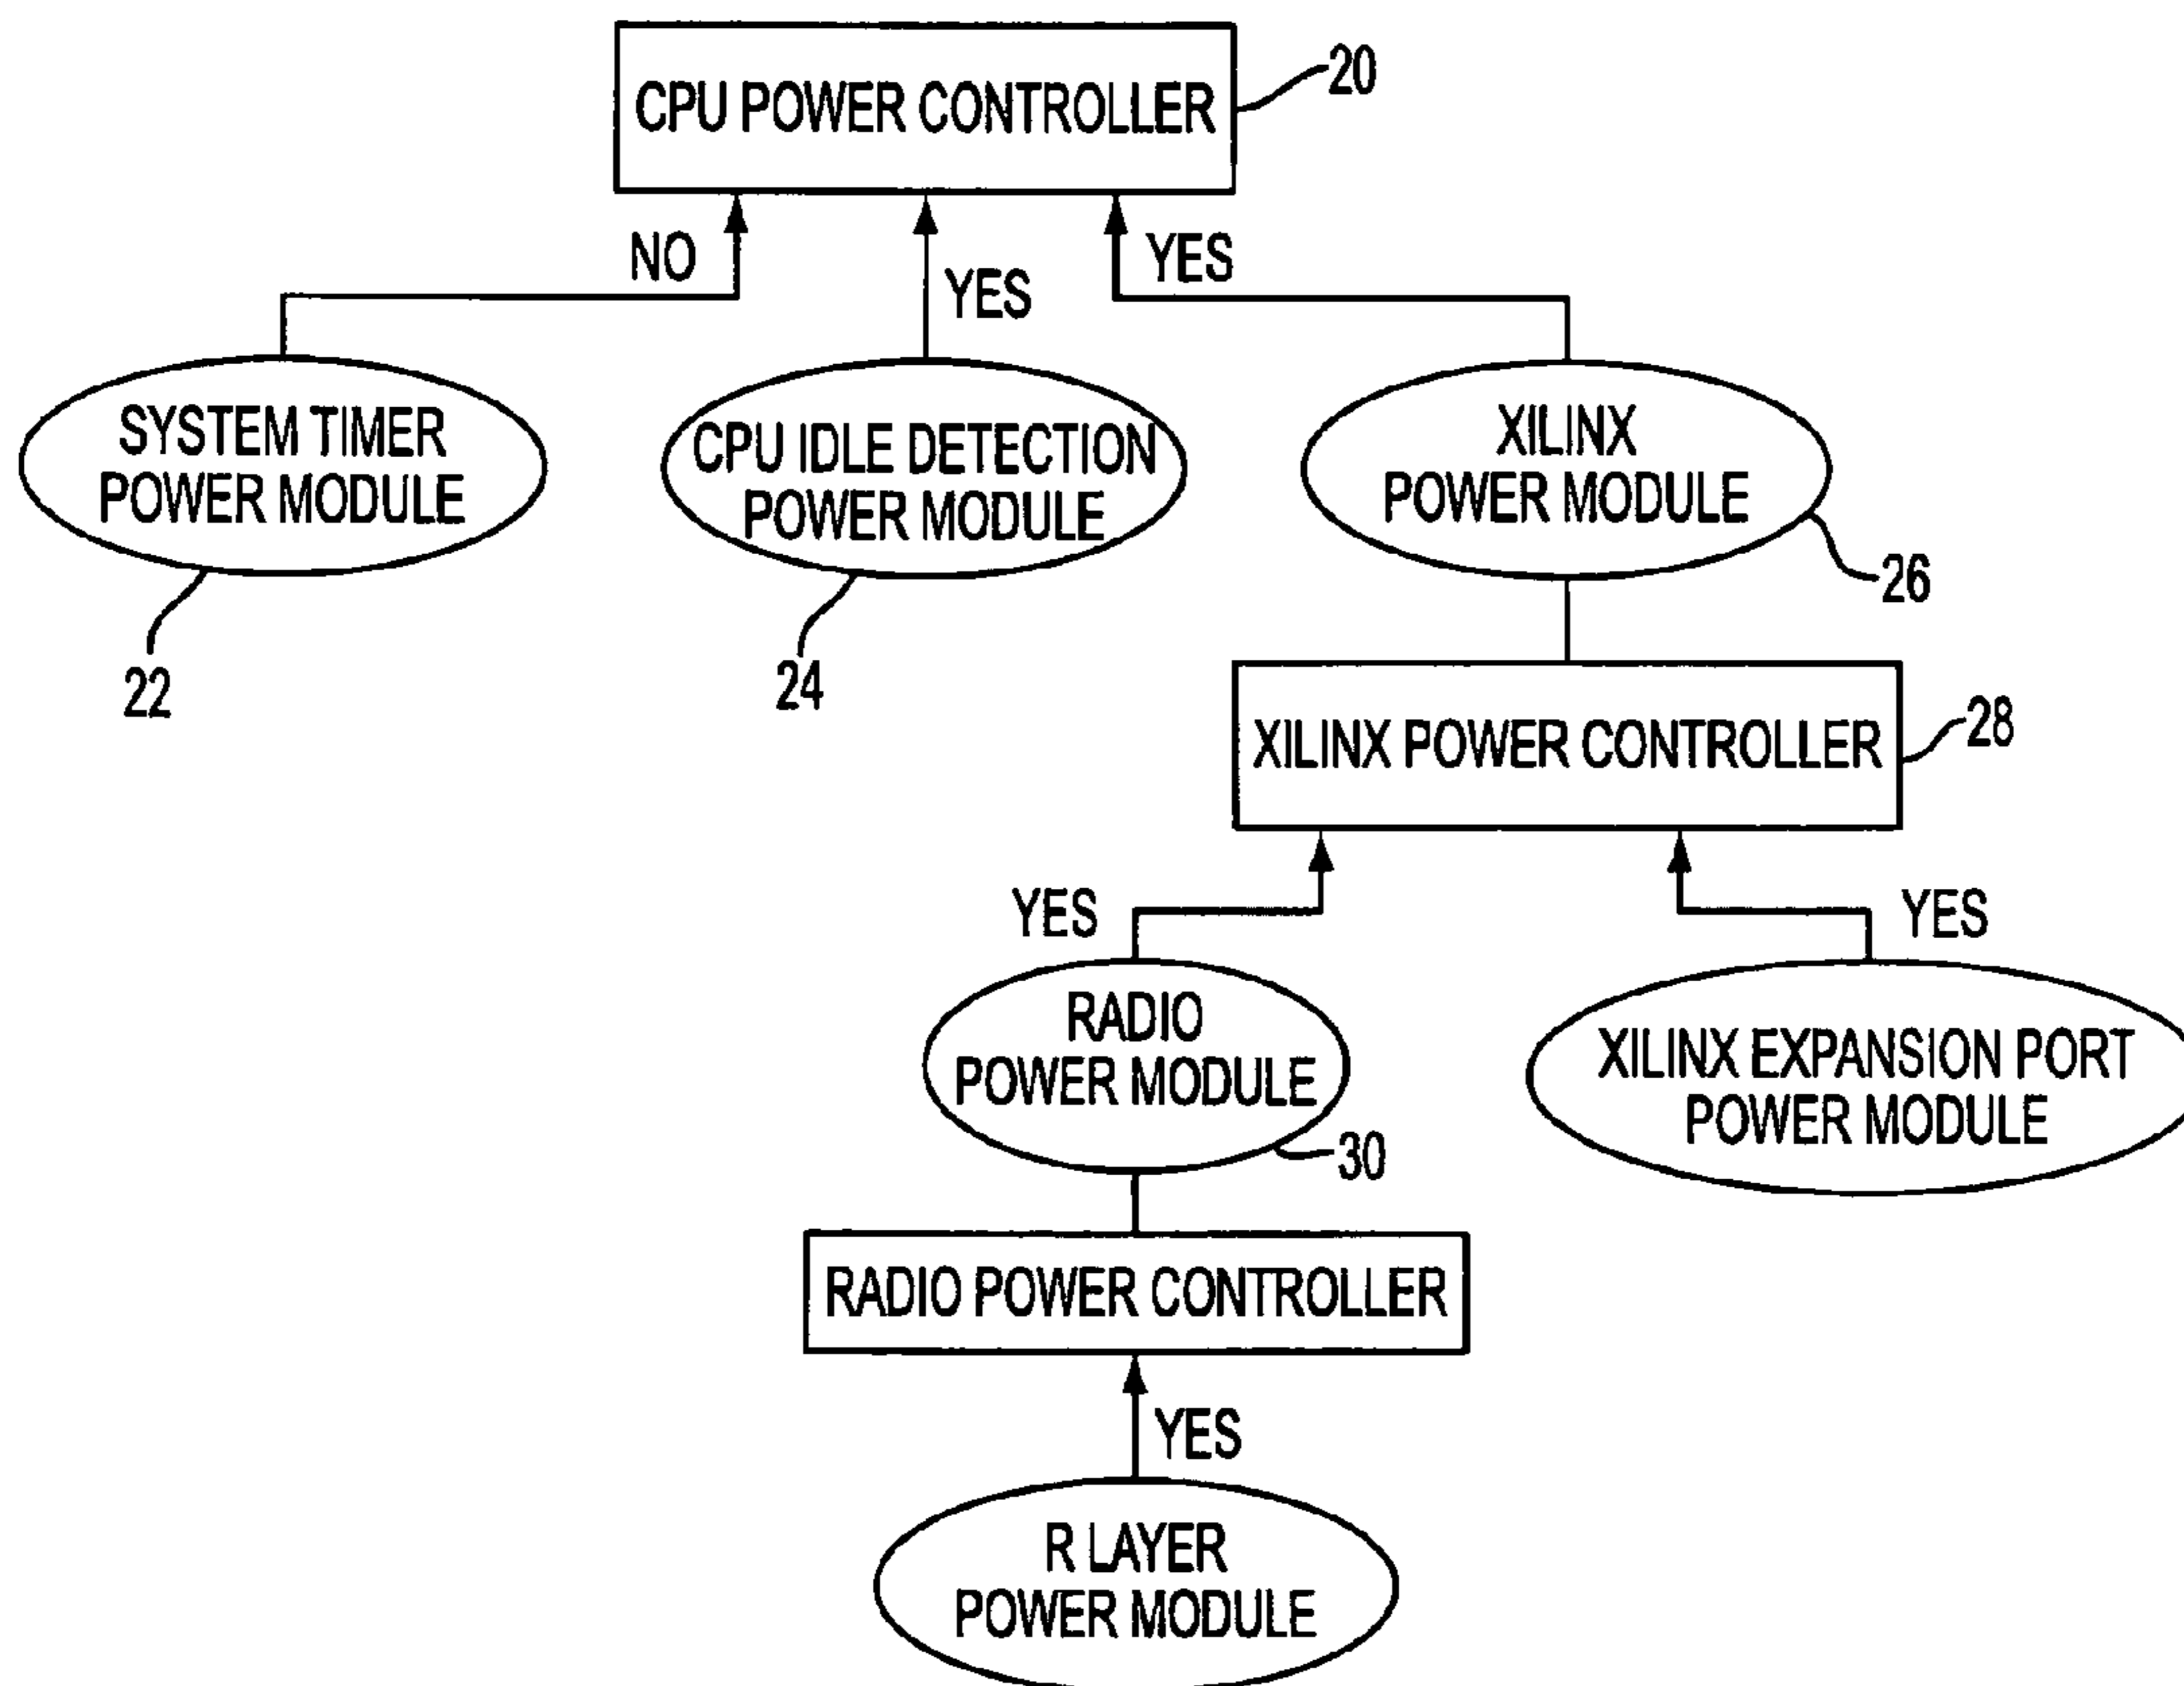 CPU POWER CONTROLLER
20
NO
YES
YES
SYSTEM TIMER
POWER MODULE
CPU IDLE DETECTION
POWER MODULE
XILINX
POWER MODULE
22
24
26
XILINX POWER CONTROLLER
28
YES
YES
RADIO
POWER MODULE
30
XILINX EXPANSION PORT
POWER MODULE
RADIO POWER CONTROLLER
YES
R LAYER
POWER MODULE